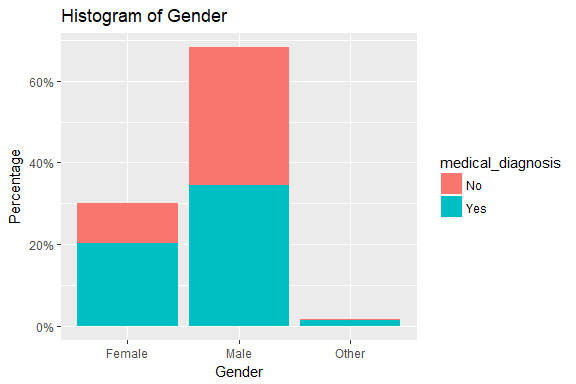 Histogram of Gender
60%
40%
20%
0%
Percentage
Female Male Other
Gender
medical_diagnosis
No
Yes